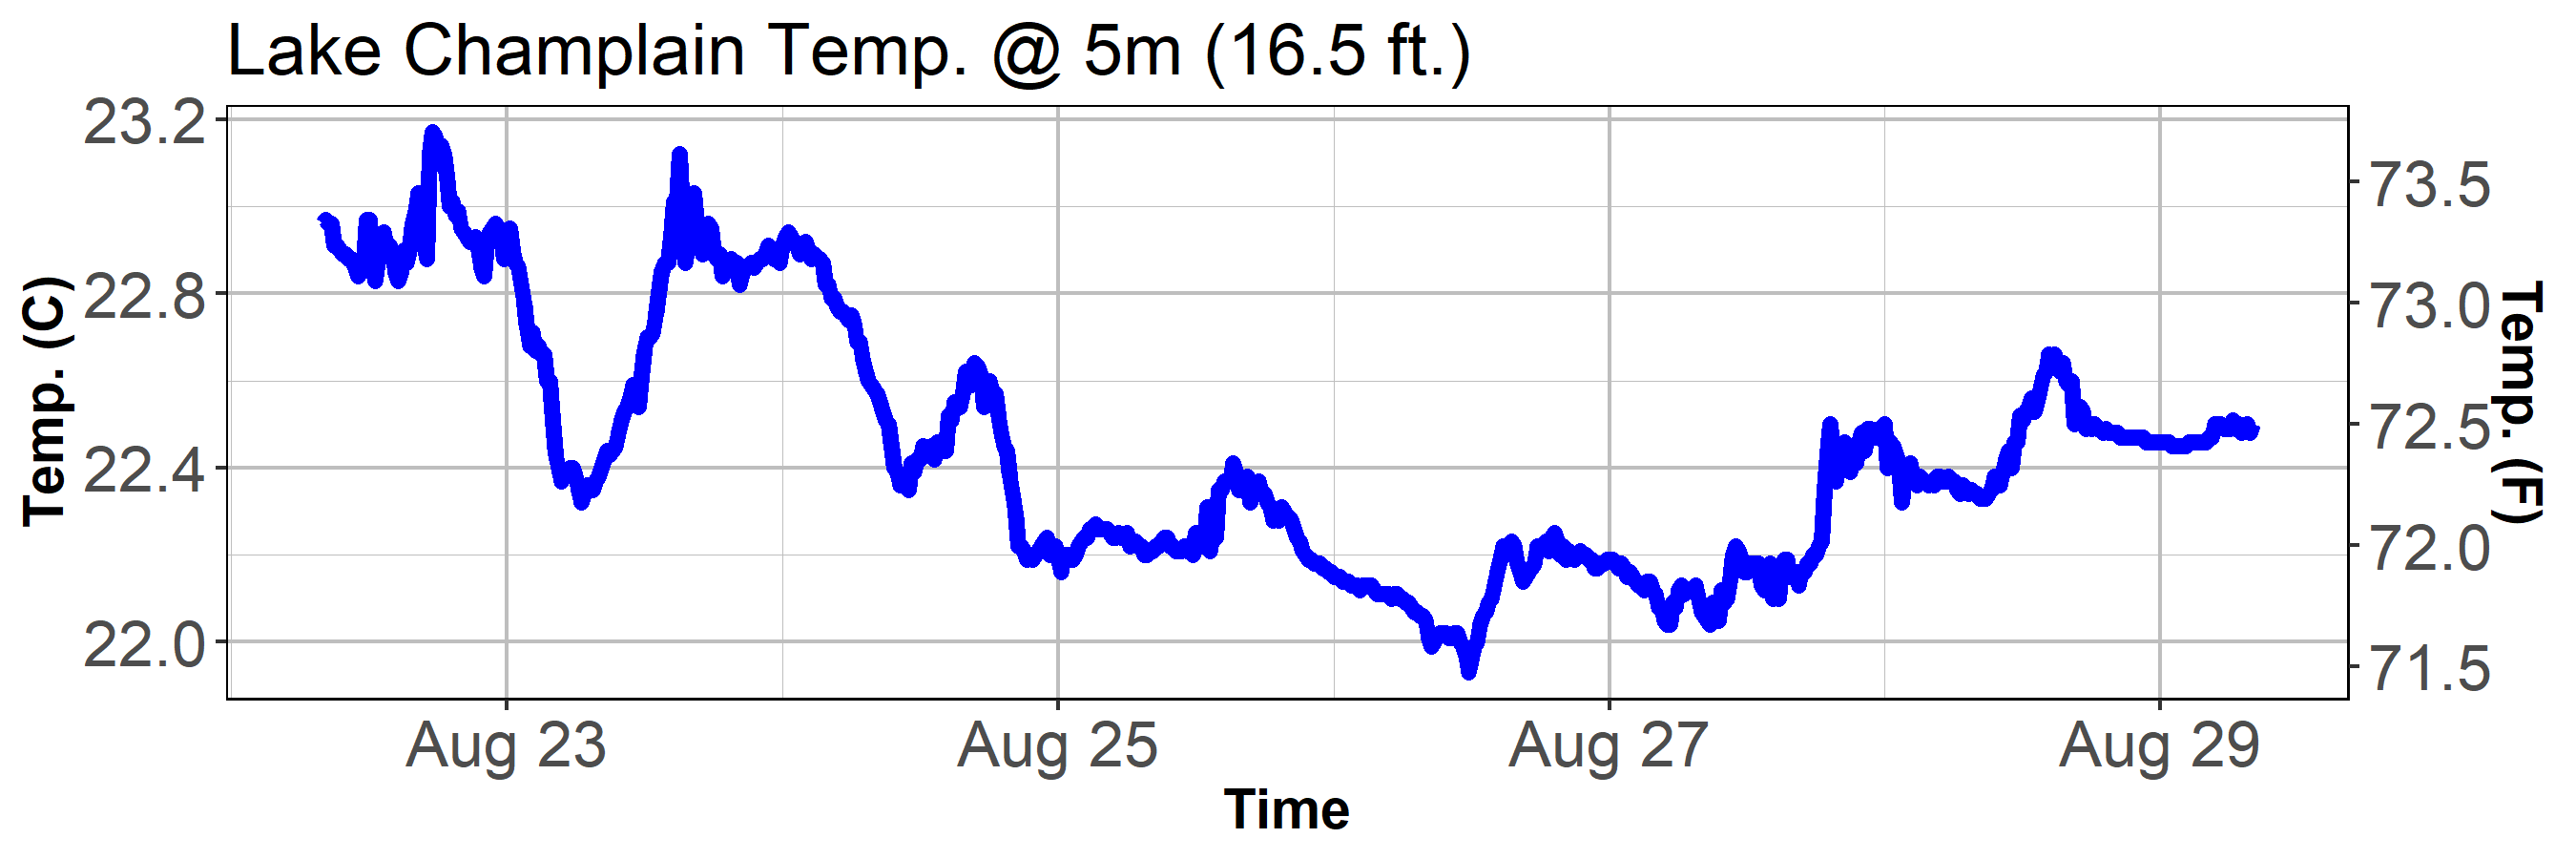 Lake Champlain Temp. @ 5m (16.5 ft.)
23.2
22.8
22.4
22.0
Temp. (C)
73.5
73.0
72.5
72.0
71.5
Temp. (F)
Aug 23 Aug 25 Aug 27 Aug 29
Time